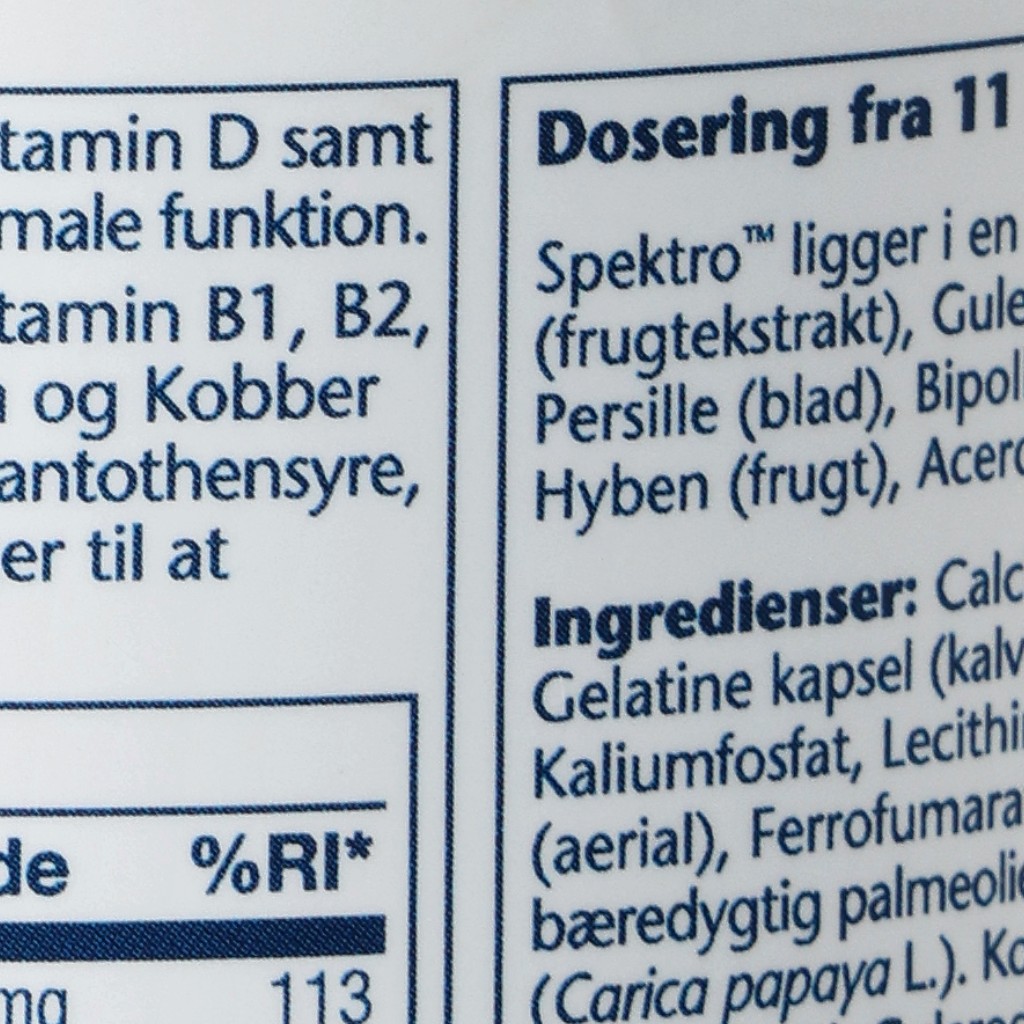 tamin D samt
male funktion.
tamin B1, B2,
og Kobber
antothensyre,
er til at
de %RI*
mg 113
Dosering fra 11
Spektro™ ligger i en
(frugtekstrakt), Gule
Persille (blad), Bipol
Hyben (frugt), Acero
Ingredienser: Calc
Gelatine kapsel (kalv
Kaliumfosfat, Lecithi
(aerial), Ferrofumara
bæredygtig palmeolie
(Carica papaya L.). Ko